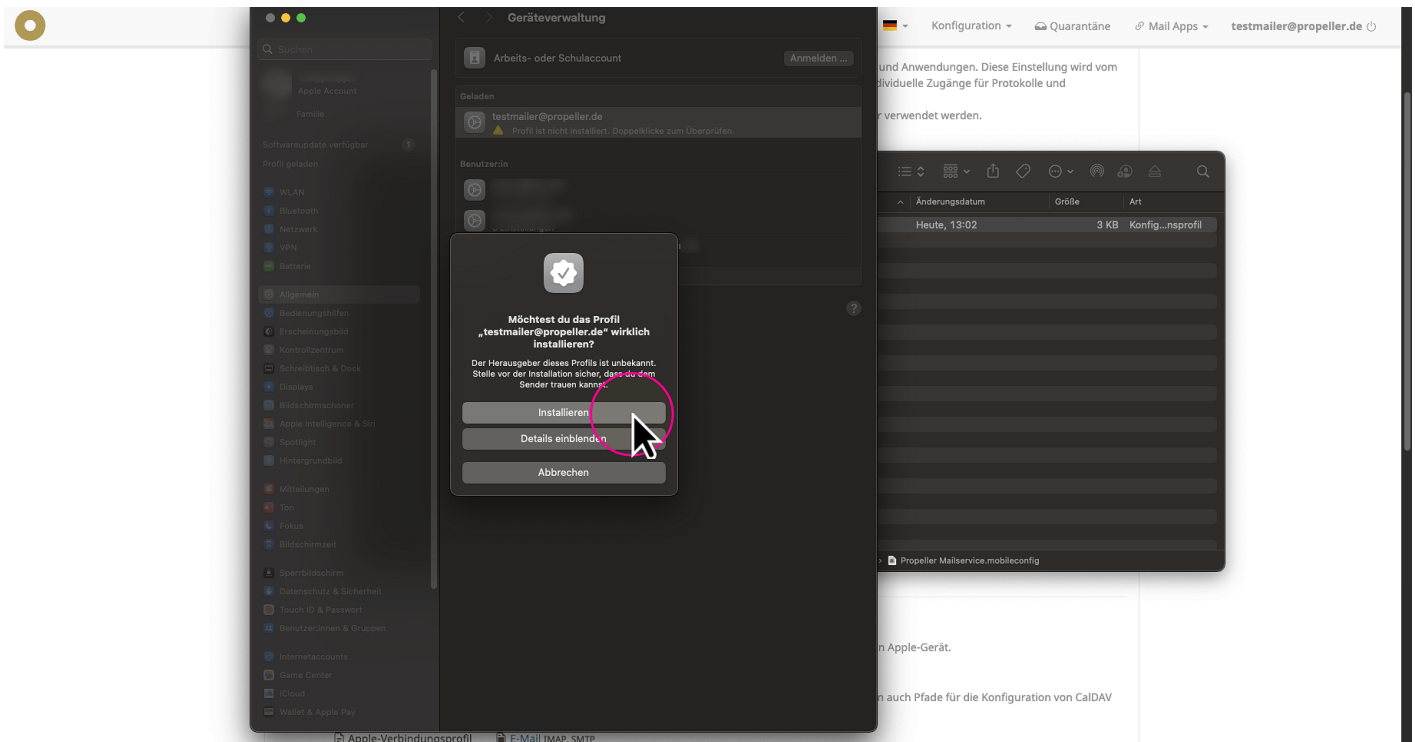 Geräteverwaltung
Konfiguration
Quarantäne
Mail Apps
testmailer@propeller.de
Suchen
Arbeits- oder Schulaccount
Anmelden ...
und Anwendungen. Diese Einstellung wird vom
dividuelle Zugänge für Protokolle und
r verwendet werden.
Apple Account
Familie
Softwareupdate verfügbar 1
Profil geladen
WLAN
Bluetooth
Netzwerk
VPN
Batterie
Allgemein
Bedienungshilfen
Erscheinungsbild
Kontrollzentrum
Schreibtisch & Dock
Displays
Bildschirmschoner
Apple Intelligence & Siri
Spotlight
Hintergrundbild
Mitteilungen
Ton
Fokus
Bildschirmzeit
Sperrbildschirm
Datenschutz & Sicherheit
Touch ID & Passwort
Benutzer:innen & Gruppen
Internetaccounts
Game Center
iCloud
Wallet & Apple Pay
Geladen
testmailer@propeller.de
Profil ist nicht installiert. Doppelklicke zum Überprüfen.
Benutzer:in
?
Möchtest du das Profil
„testmailer@propeller.de“ wirklich
installieren?
Der Herausgeber dieses Profils ist unbekannt.
Stelle vor der Installation sicher, dass du dem
Sender trauen kannst.
Installieren
Details einblenden
Abbrechen
Änderungsdatum
Größe
Art
Heute, 13:02
3 KB
Konfig...nsprofil
Propeller Mailservice.mobileconfig
n Apple-Gerät.
n auch Pfade für die Konfiguration von CalDAV
Apple-Verbindungsprofil
E-Mail IMAP, SMTP